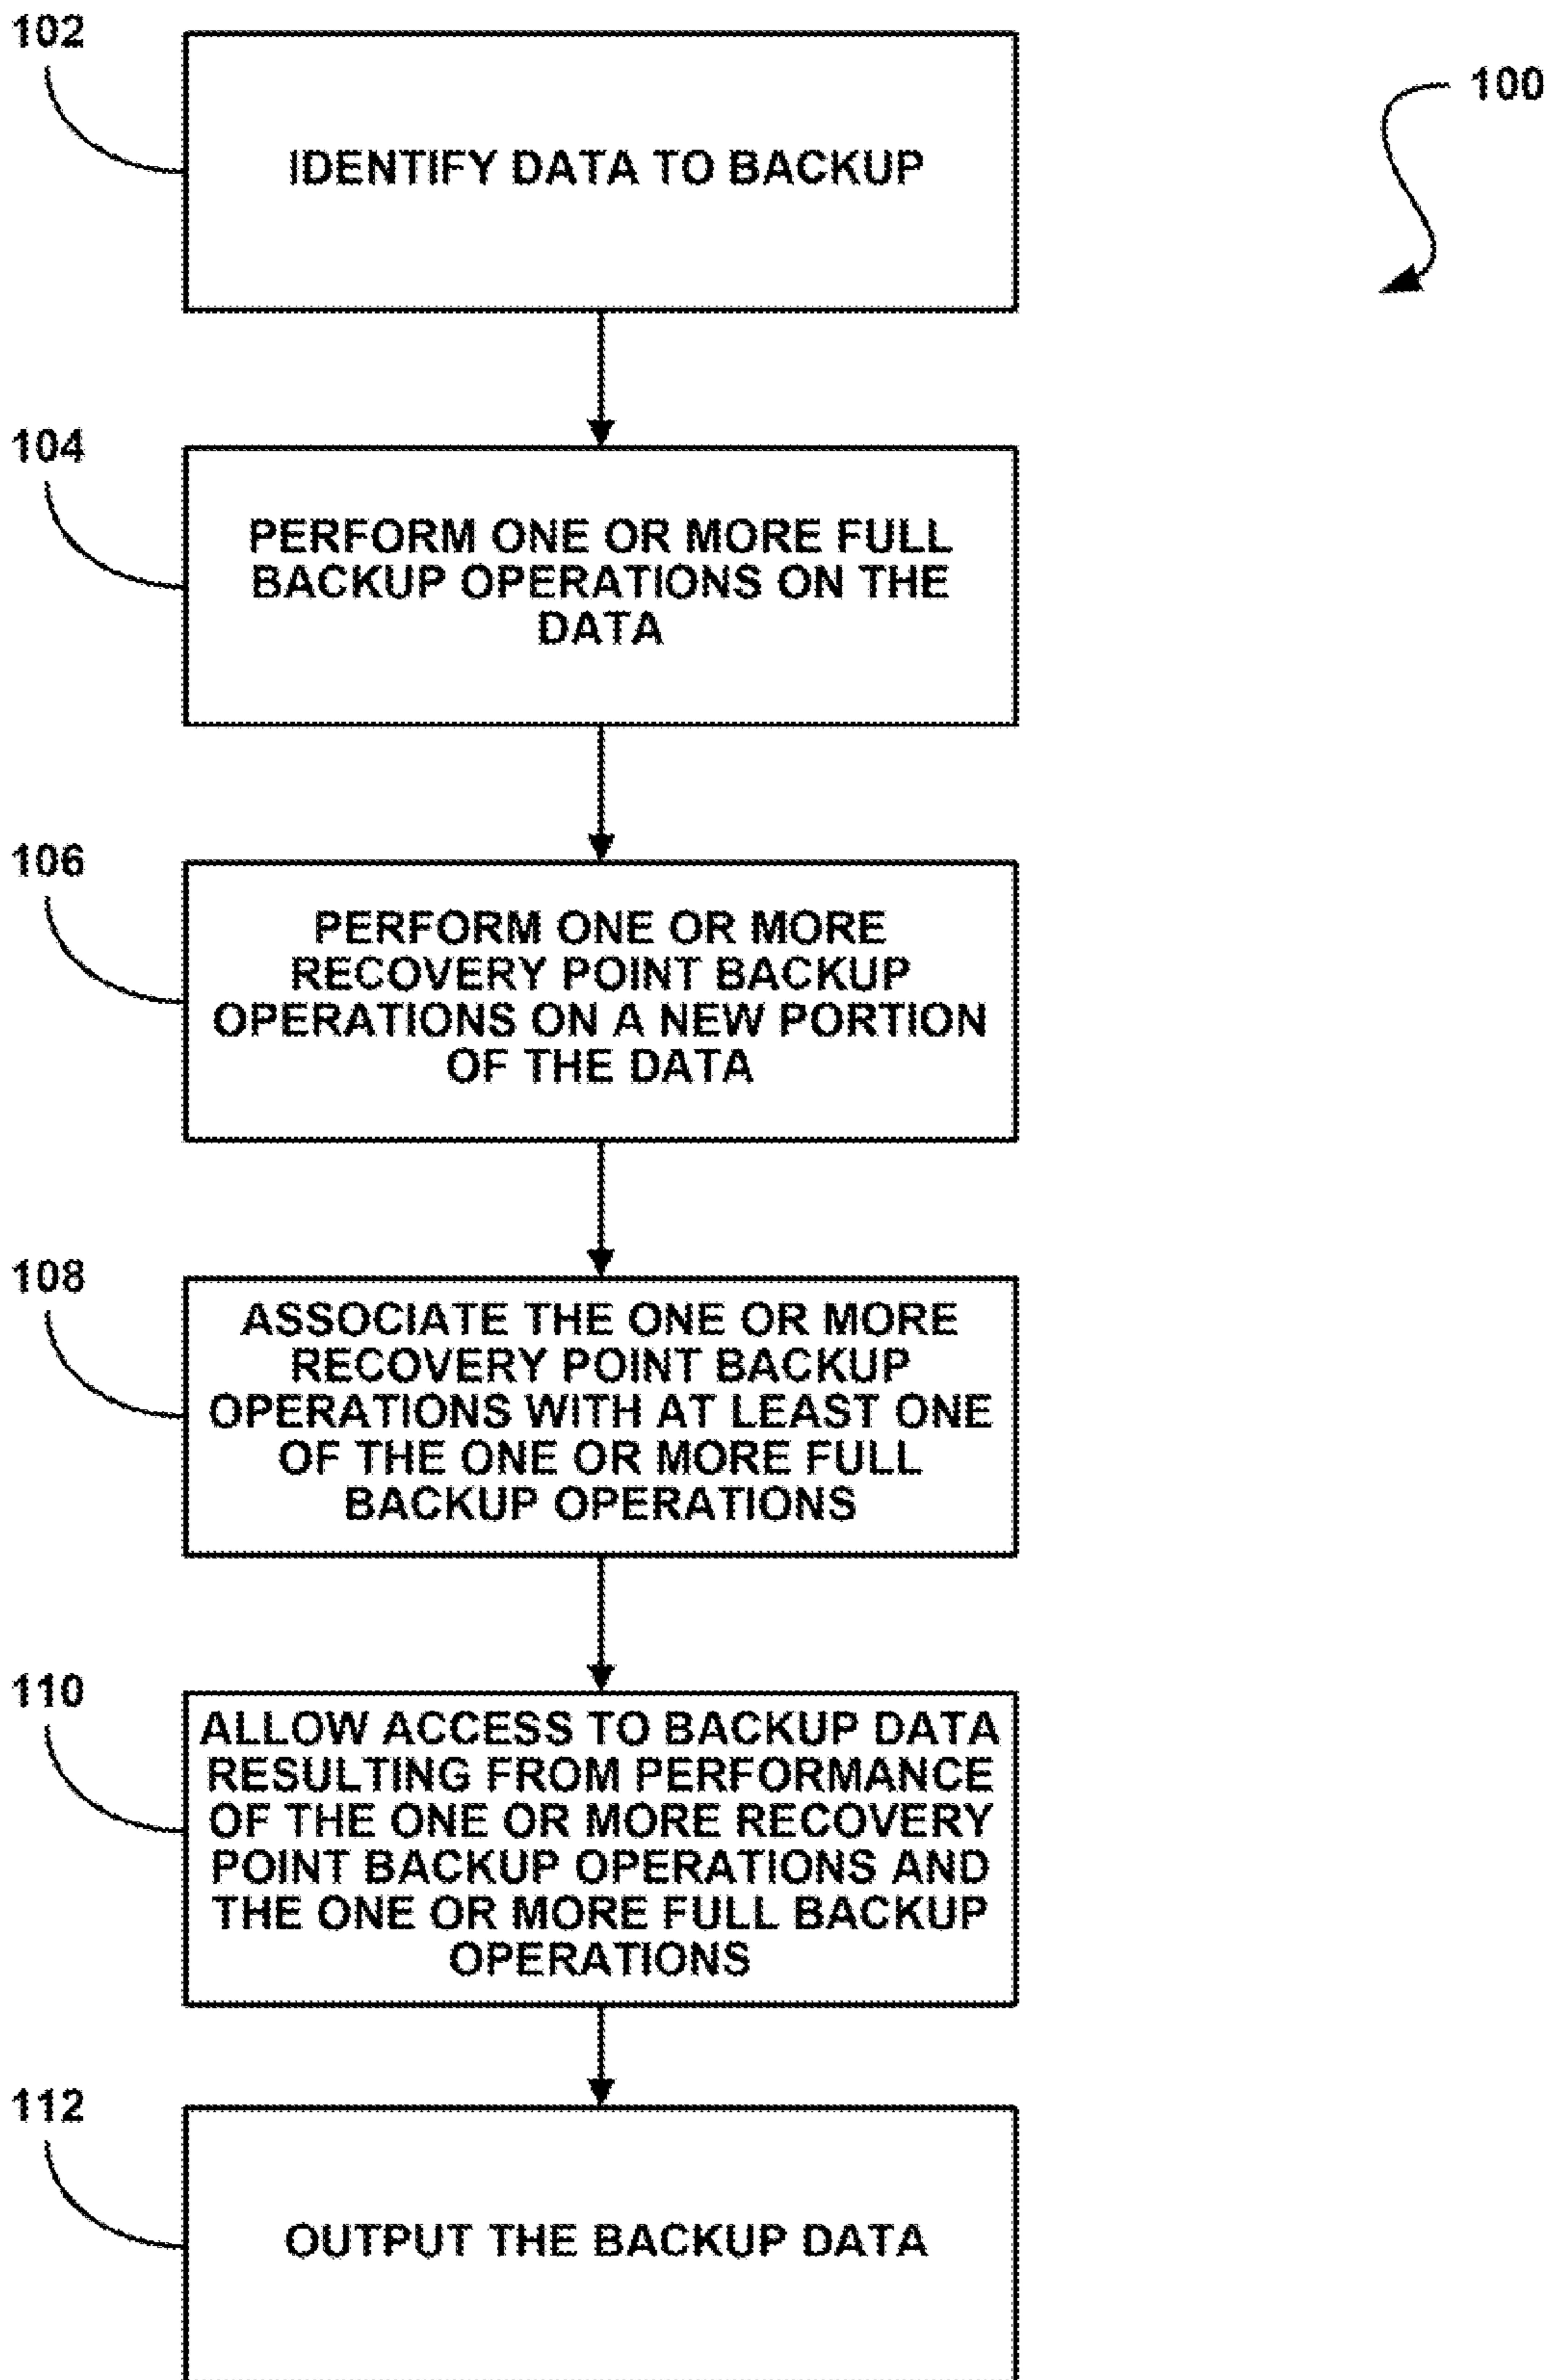 102
100
IDENTIFY DATA TO BACKUP
104
PERFORM ONE OR MORE FULL
BACKUP OPERATIONS ON THE
DATA
106
PERFORM ONE OR MORE
RECOVERY POINT BACKUP
OPERATIONS ON A NEW PORTION
OF THE DATA
108
ASSOCIATE THE ONE OR MORE
RECOVERY POINT BACKUP
OPERATIONS WITH AT LEAST ONE
OF THE ONE OR MORE FULL
BACKUP OPERATIONS
110
ALLOW ACCESS TO BACKUP DATA
RESULTING FROM PERFORMANCE
OF THE ONE OR MORE RECOVERY
POINT BACKUP OPERATIONS AND
THE ONE OR MORE FULL BACKUP
OPERATIONS
112
OUTPUT THE BACKUP DATA